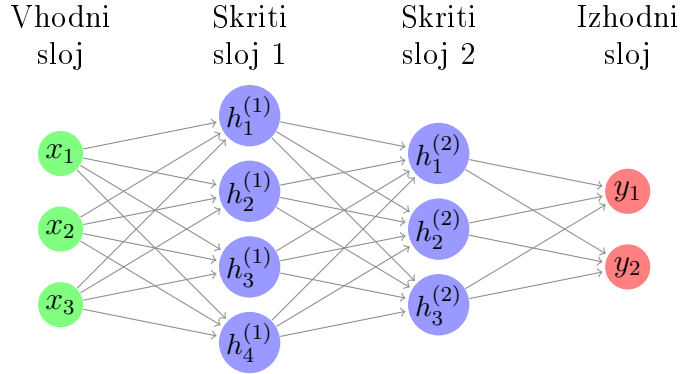 Vhodni
sloj
Skriti
sloj 1
Skriti
sloj 2
Izhodni
sloj
x₁
x₂
x₃
h₁⁽¹⁾
h₂⁽¹⁾
h₃⁽¹⁾
h₄⁽¹⁾
h₁⁽²⁾
h₂⁽²⁾
h₃⁽²⁾
y₁
y₂